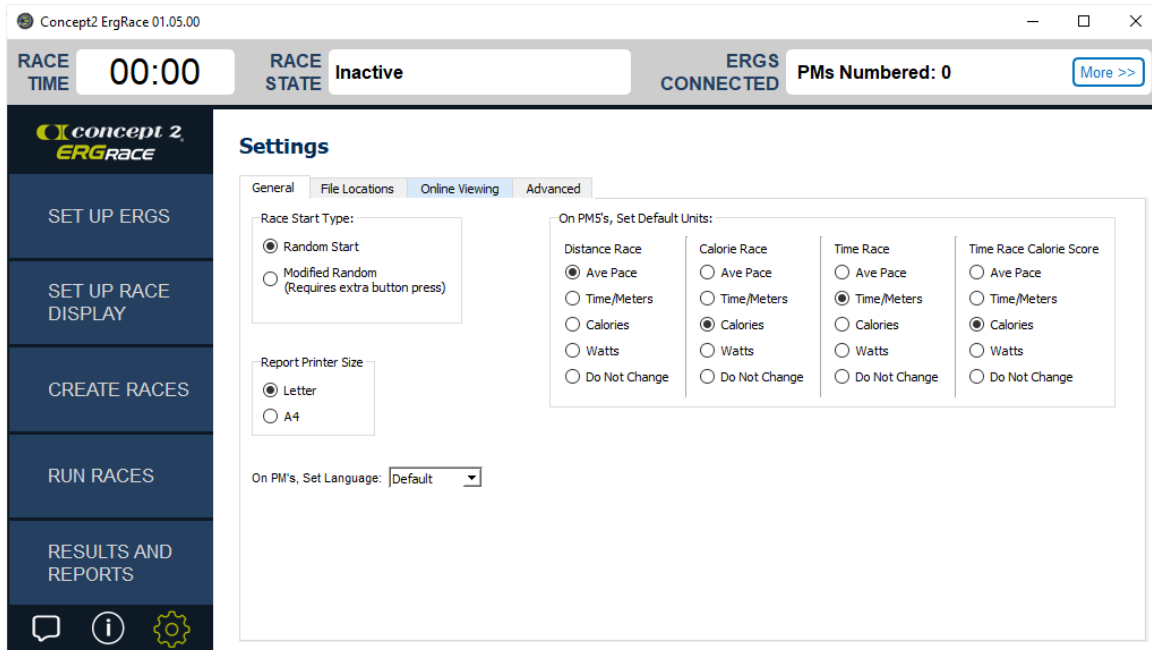 Concept2 ErgRace 01.05.00
RACE TIME
00:00
RACE STATE
Inactive
ERGS CONNECTED
PMs Numbered: 0
More >>
concept 2
ERGRACE
SET UP ERGS
SET UP RACE
DISPLAY
CREATE RACES
RUN RACES
RESULTS AND
REPORTS
Settings
General
File Locations
Online Viewing
Advanced
Race Start Type:
Random Start
Modified Random
(Requires extra button press)
Report Printer Size
Letter
A4
On PM's, Set Language:
Default
On PM5's, Set Default Units:
Distance Race
Ave Pace
Time/Meters
Calories
Watts
Do Not Change
Calorie Race
Ave Pace
Time/Meters
Calories
Watts
Do Not Change
Time Race
Ave Pace
Time/Meters
Calories
Watts
Do Not Change
Time Race Calorie Score
Ave Pace
Time/Meters
Calories
Watts
Do Not Change